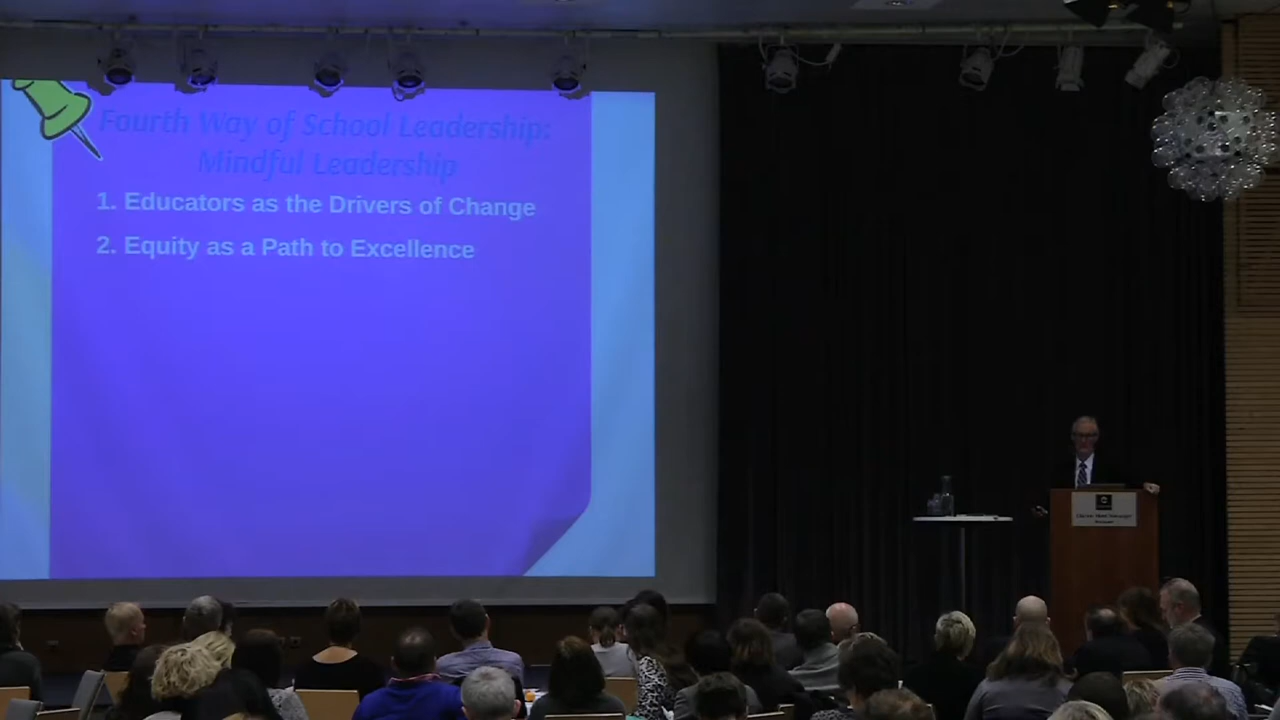 Fourth Way of School Leadership:
Mindful Leadership
1. Educators as the Drivers of Change
2. Equity as a Path to Excellence